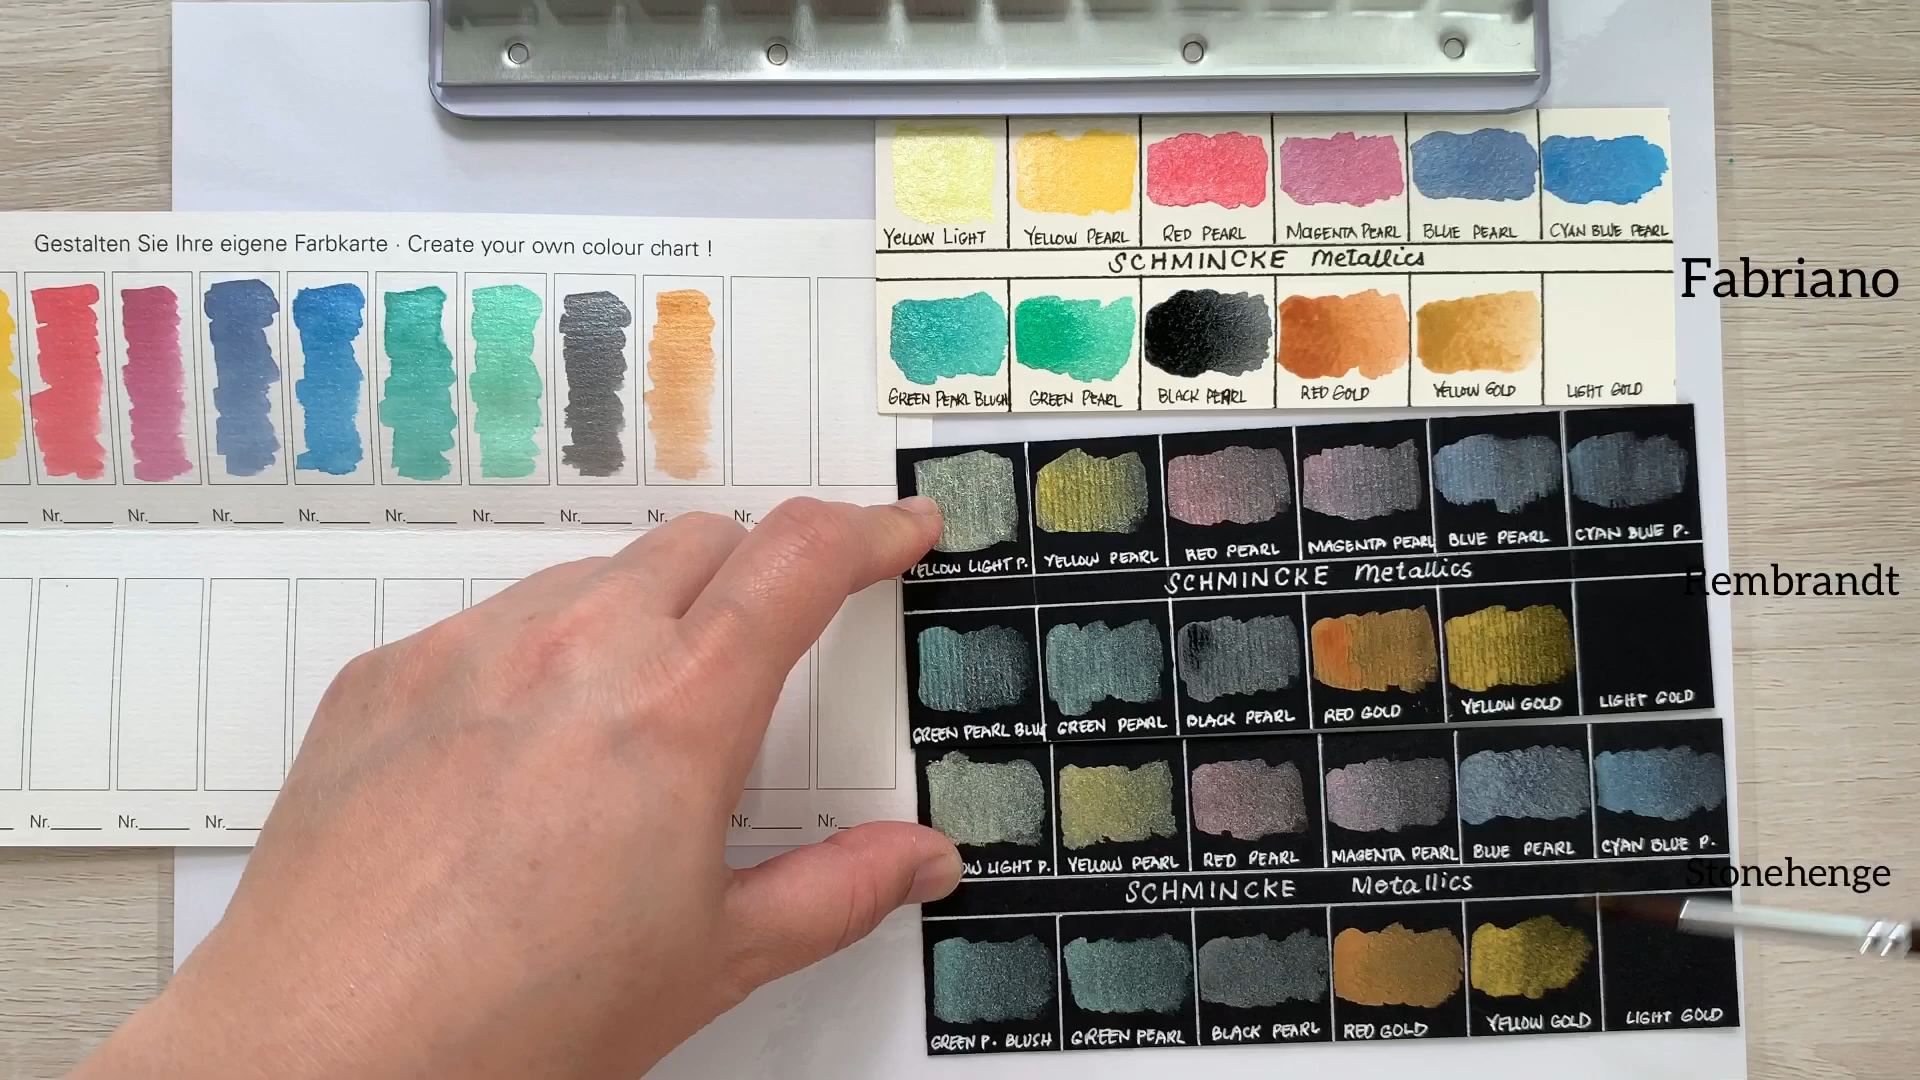 Gestalten Sie Ihre eigene Farbkarte · Create your own colour chart !
Nr. Nr. Nr. Nr. Nr. Nr. Nr. Nr. Nr.
Nr. Nr. Nr. Nr. Nr.
YELLOW LIGHT YELLOW PEARL RED PEARL MAGENTA PEARL BLUE PEARL CYAN BLUE PEARL
SCHMINCKE Metallics
GREEN PEARL BLUSH GREEN PEARL BLACK PEARL RED GOLD YELLOW GOLD LIGHT GOLD
Fabriano
YELLOW LIGHT P. YELLOW PEARL RED PEARL MAGENTA PEARL BLUE PEARL CYAN BLUE P.
SCHMINCKE Metallics
Rembrandt
GREEN PEARL BLU GREEN PEARL BLACK PEARL RED GOLD YELLOW GOLD LIGHT GOLD
LIGHT P. YELLOW PEARL RED PEARL MAGENTA PEARL BLUE PEARL CYAN BLUE P.
SCHMINCKE Metallics
Stonehenge
GREEN P. BLUSH GREEN PEARL BLACK PEARL RED GOLD YELLOW GOLD LIGHT GOLD